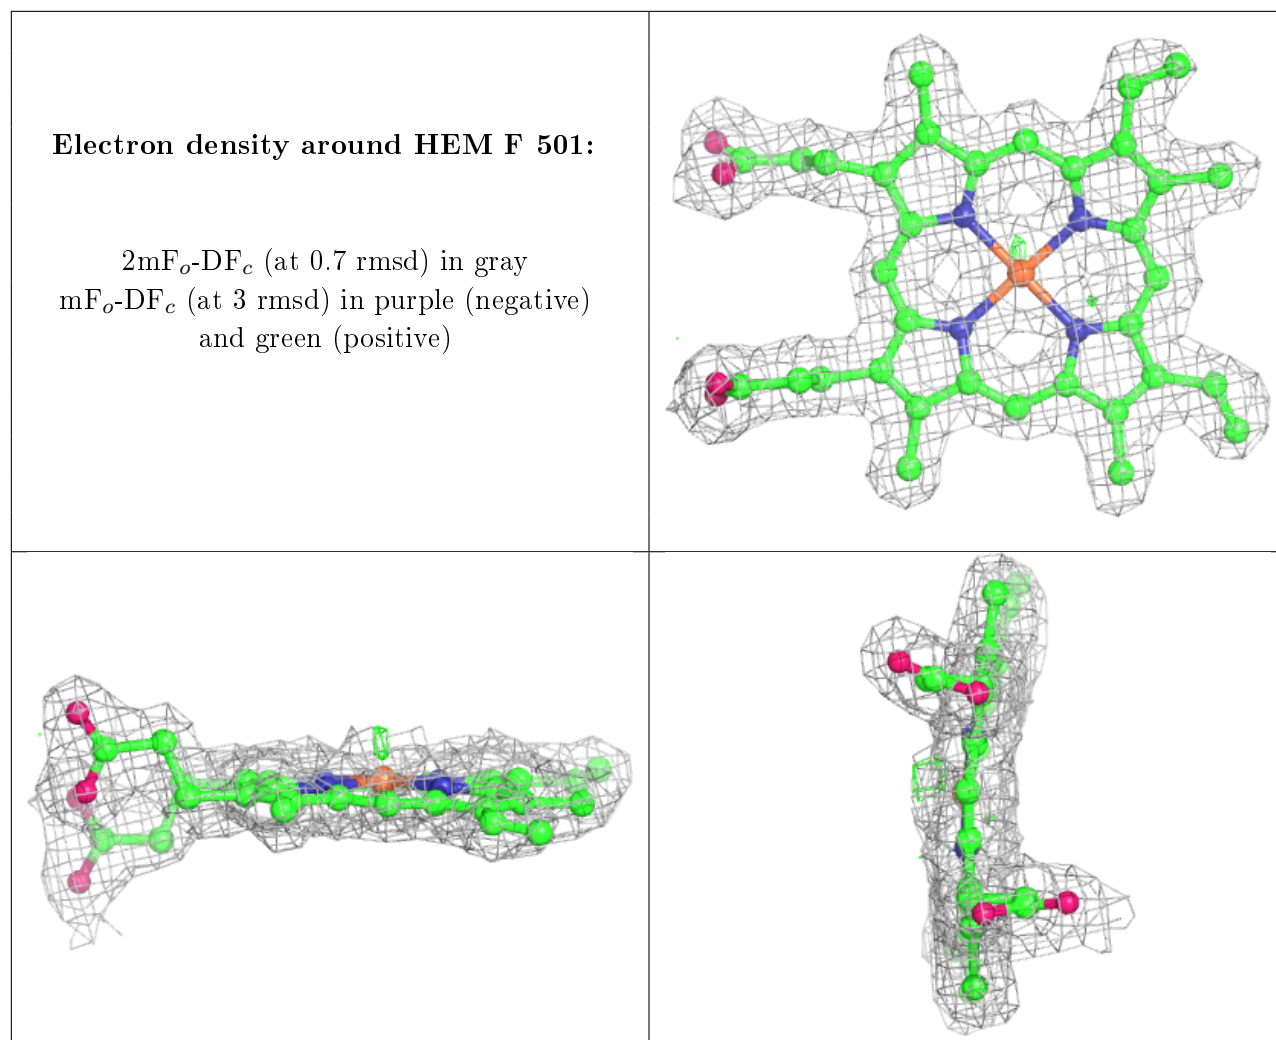 Electron density around HEM F 501:
2mFo-DFc (at 0.7 rmsd) in gray
mFo-DFc (at 3 rmsd) in purple (negative)
and green (positive)